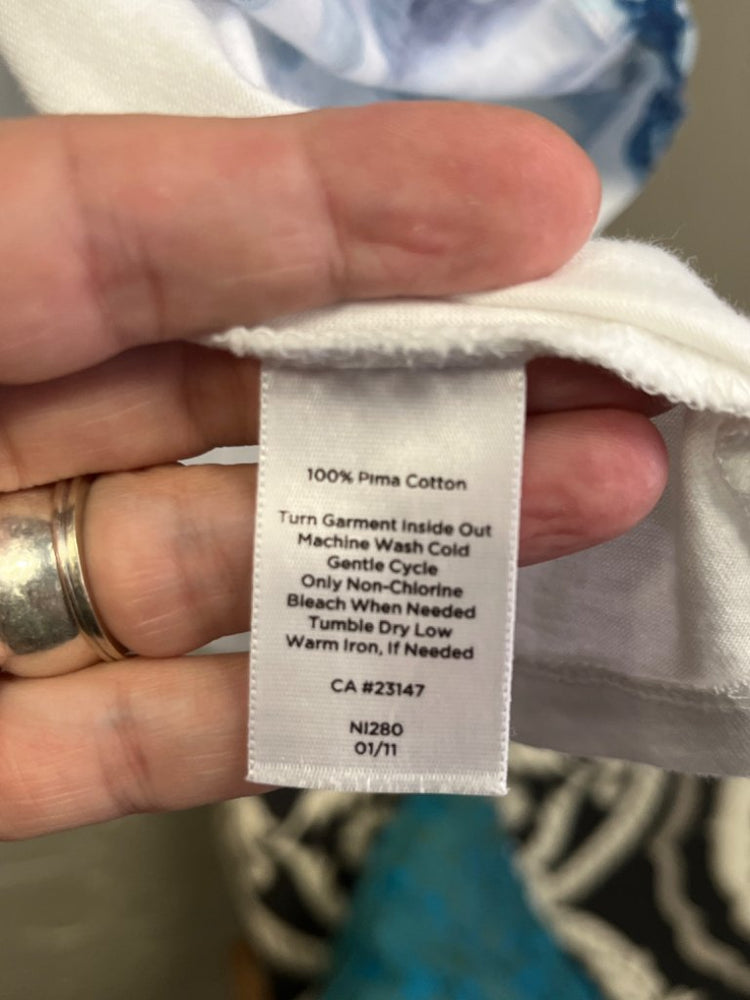 100% Pima Cotton
Turn Garment Inside Out
Machine Wash Cold
Gentle Cycle
Only Non-Chlorine
Bleach When Needed
Tumble Dry Low
Warm Iron, If Needed
CA #23147
NI280
01/11